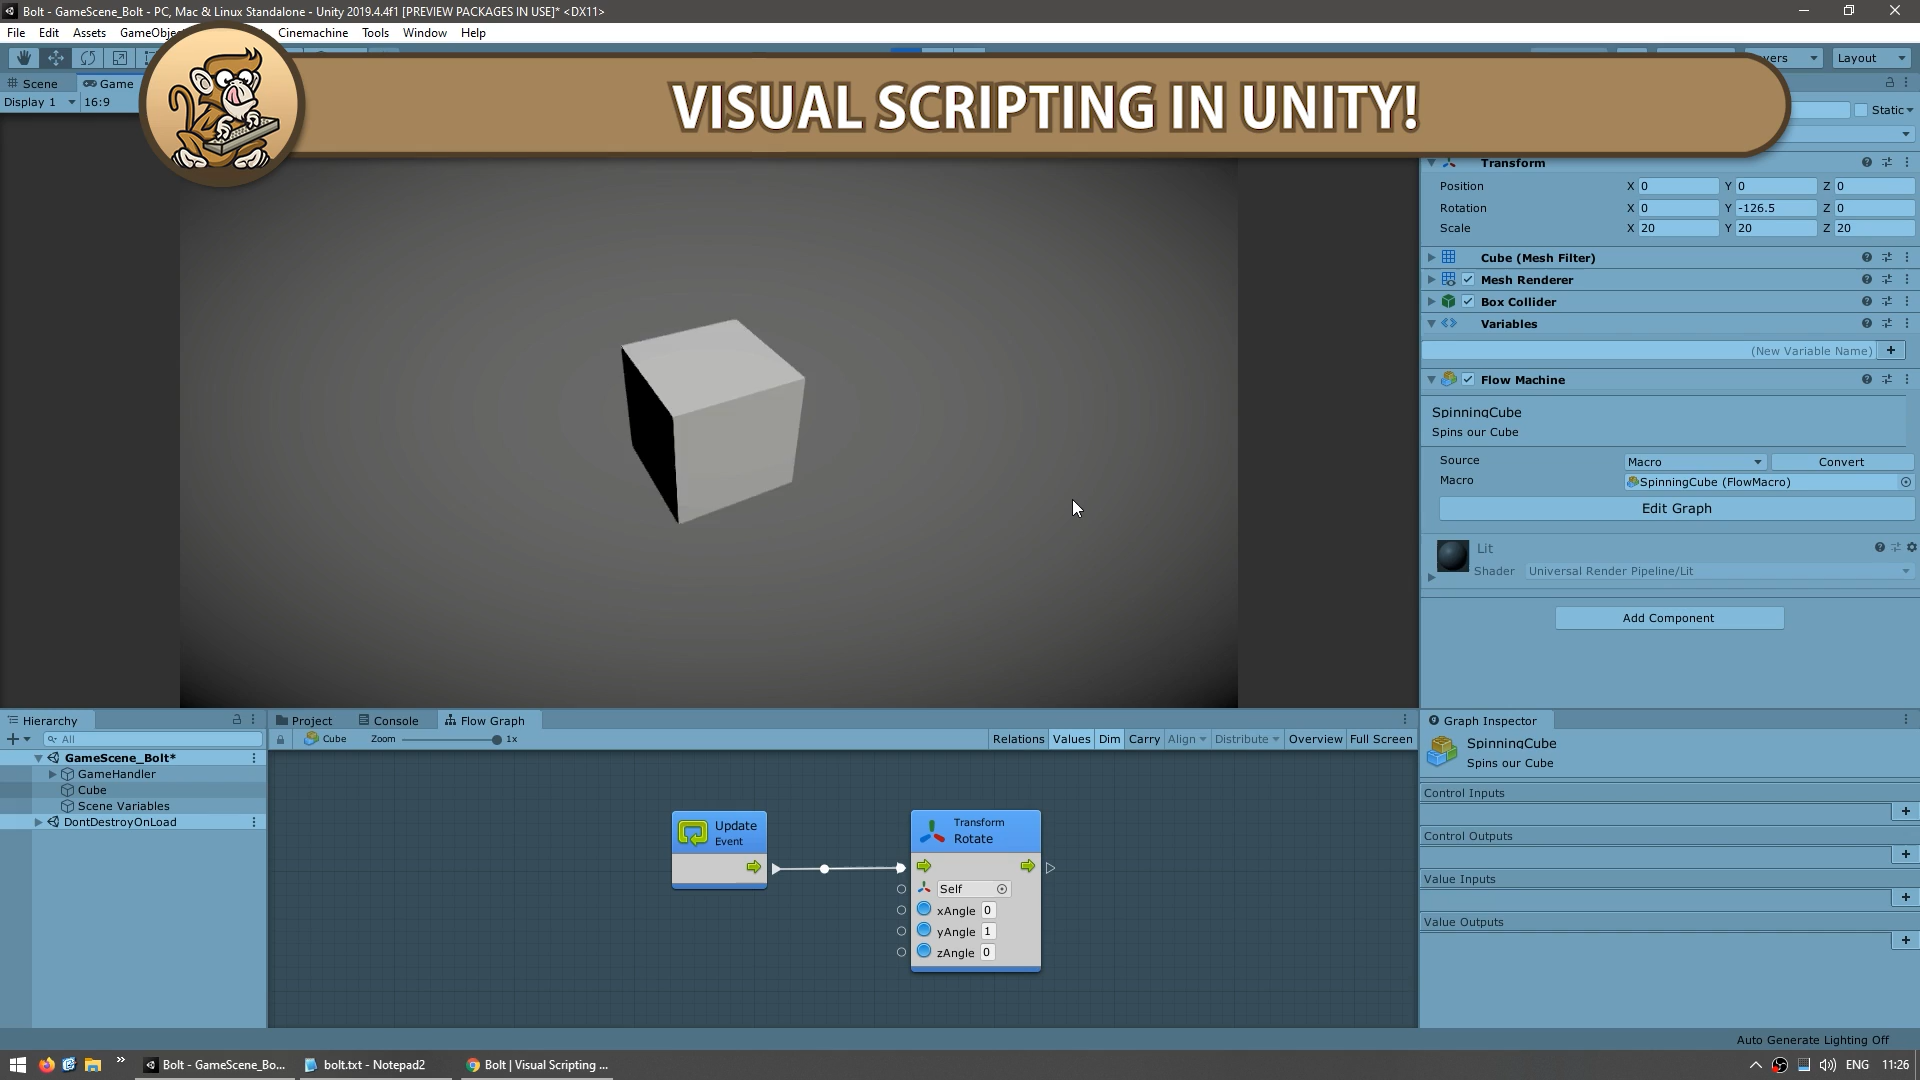 Bolt - GameScene_Bolt - PC, Mac & Linux Standalone - Unity 2019.4.4f1 [PREVIEW PACKAGES IN USE]* <DX11>
File Edit Assets GameObje Cinemachine Tools Window Help
VISUAL SCRIPTING IN UNITY!
yers Layout
Scene Game
Display 1 16:9
Static
Transform
Position X 0 Y 0 Z 0
Rotation X 0 Y -126.5 Z 0
Scale X 20 Y 20 Z 20
Cube (Mesh Filter)
Mesh Renderer
Box Collider
Variables
(New Variable Name) +
Flow Machine
SpinningCube
Spins our Cube
Source Macro Convert
Macro SpinningCube (FlowMacro)
Edit Graph
Lit
Shader Universal Render Pipeline/Lit
Add Component
Hierarchy
All
GameScene_Bolt*
GameHandler
Cube
Scene Variables
DontDestroyOnLoad
Project Console Flow Graph
Cube Zoom 1x Relations Values Dim Carry Align Distribute Overview Full Screen
Update
Event
Transform
Rotate
Self
xAngle 0
yAngle 1
zAngle 0
Graph Inspector
SpinningCube
Spins our Cube
Control Inputs
+
Control Outputs
+
Value Inputs
+
Value Outputs
+
Auto Generate Lighting Off
Bolt - GameScene_Bo... bolt.txt - Notepad2 Bolt | Visual Scripting ... ENG 11:26